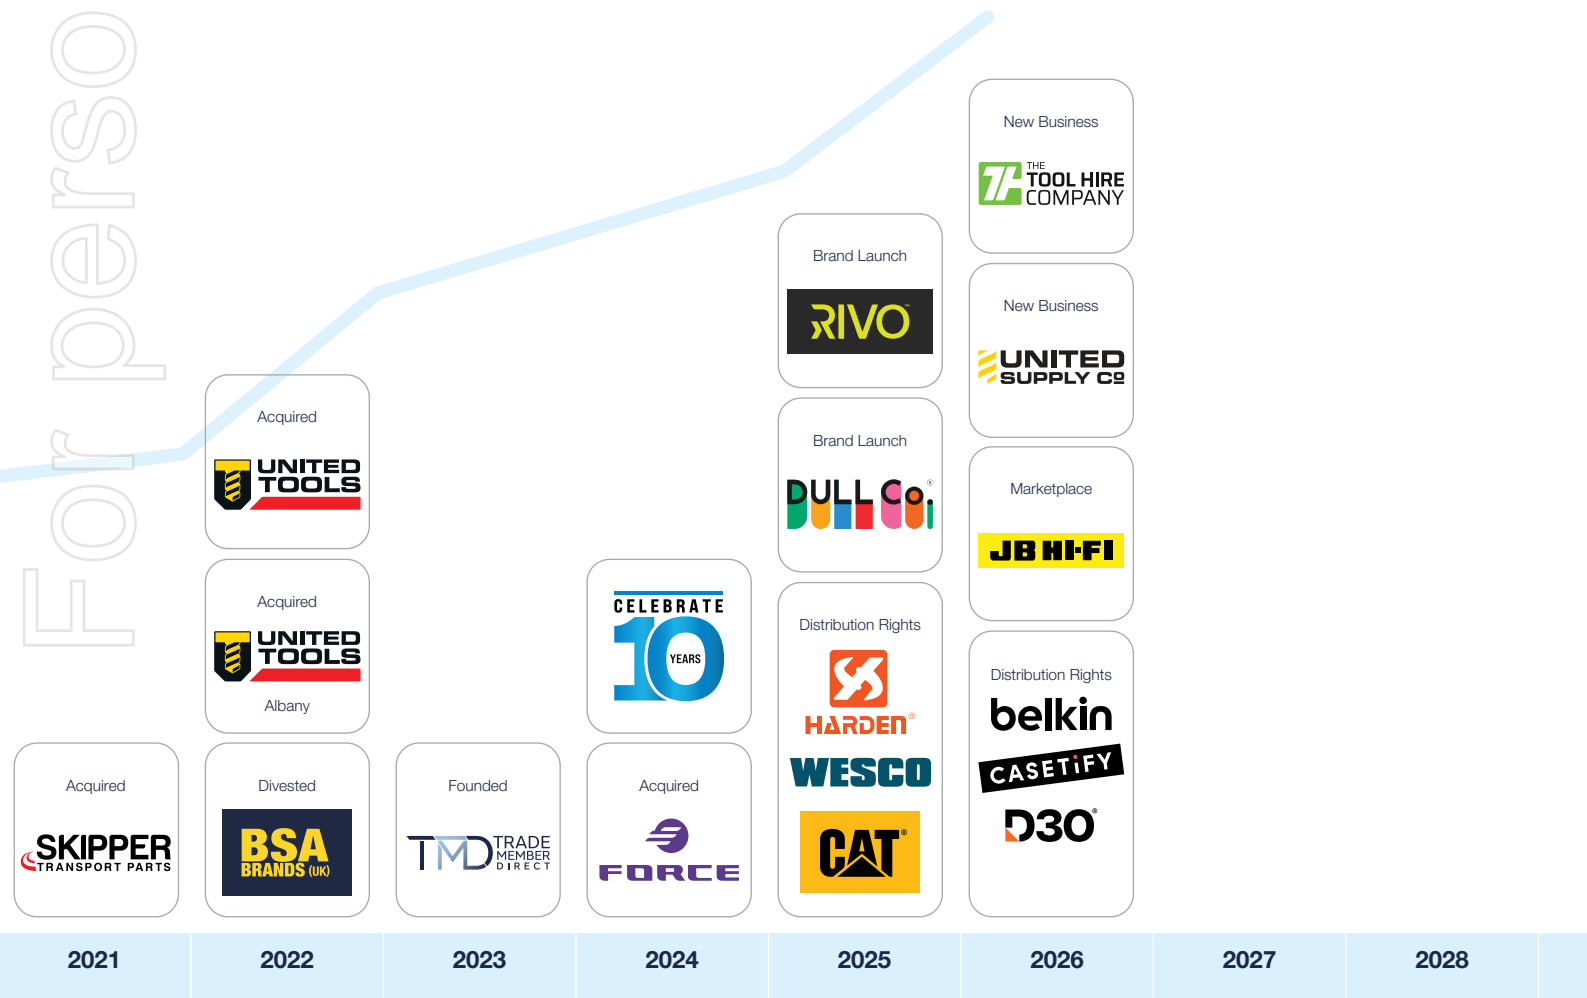 For perso
Acquired
SKIPPER
TRANSPORT PARTS
Acquired
UNITED
TOOLS
Acquired
UNITED
TOOLS
Albany
Divested
BSA
BRANDS (UK)
Founded
TMD TRADE
MEMBER
DIRECT
CELEBRATE
10
YEARS
Acquired
FORCE
Brand Launch
RIVO™
Brand Launch
DULL Co.®
Distribution Rights
HARDEN®
WESCO
CAT®
New Business
THE
TOOL HIRE
COMPANY
New Business
UNITED
SUPPLY Cº
Marketplace
JB HI-FI
Distribution Rights
belkin
CASETiFY
D3O®
2021
2022
2023
2024
2025
2026
2027
2028